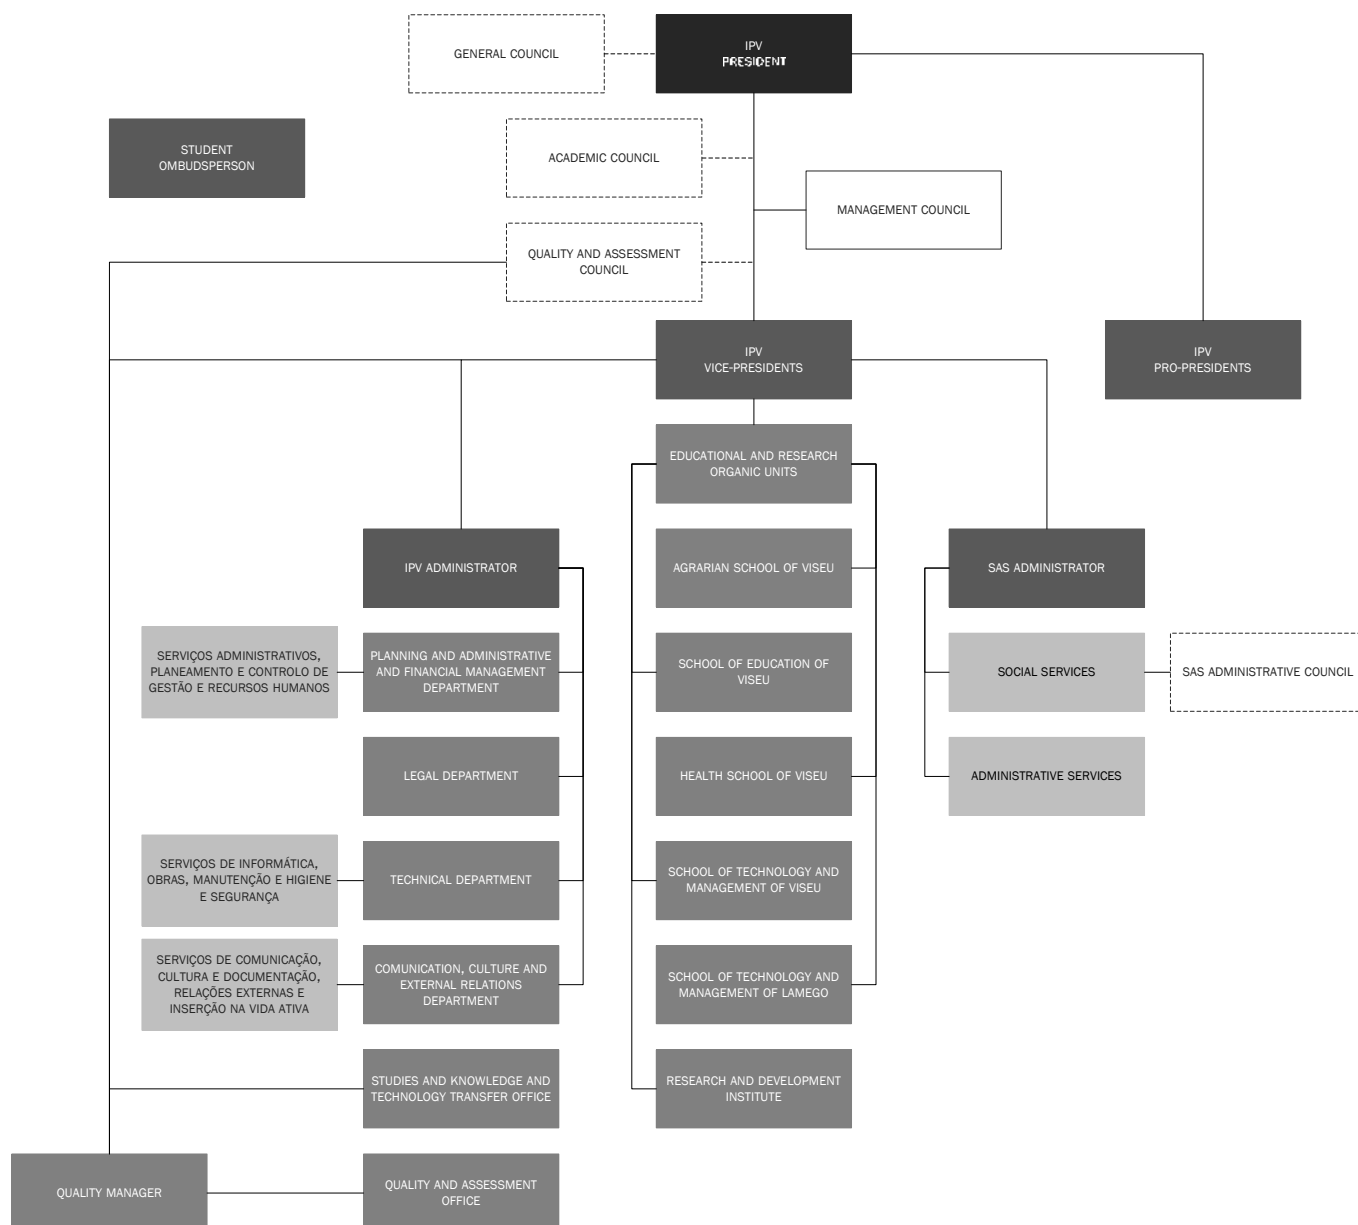 GENERAL COUNCIL
IPV
PRESIDENT
STUDENT
OMBUDSPERSON
ACADEMIC COUNCIL
MANAGEMENT COUNCIL
QUALITY AND ASSESSMENT
COUNCIL
IPV
VICE-PRESIDENTS
IPV
PRO-PRESIDENTS
EDUCATIONAL AND RESEARCH
ORGANIC UNITS
IPV ADMINISTRATOR
AGRARIAN SCHOOL OF VISEU
SAS ADMINISTRATOR
SERVIÇOS ADMINISTRATIVOS,
PLANEAMENTO E CONTROLO DE
GESTÃO E RECURSOS HUMANOS
PLANNING AND ADMINISTRATIVE
AND FINANCIAL MANAGEMENT
DEPARTMENT
SCHOOL OF EDUCATION OF
VISEU
SOCIAL SERVICES
SAS ADMINISTRATIVE COUNCIL
LEGAL DEPARTMENT
HEALTH SCHOOL OF VISEU
ADMINISTRATIVE SERVICES
SERVIÇOS DE INFORMÁTICA,
OBRAS, MANUTENÇÃO E HIGIENE
E SEGURANÇA
TECHNICAL DEPARTMENT
SCHOOL OF TECHNOLOGY AND
MANAGEMENT OF VISEU
SERVIÇOS DE COMUNICAÇÃO,
CULTURA E DOCUMENTAÇÃO,
RELAÇÕES EXTERNAS E
INSERÇÃO NA VIDA ATIVA
COMUNICATION, CULTURE AND
EXTERNAL RELATIONS
DEPARTMENT
SCHOOL OF TECHNOLOGY AND
MANAGEMENT OF LAMEGO
STUDIES AND KNOWLEDGE AND
TECHNOLOGY TRANSFER OFFICE
RESEARCH AND DEVELOPMENT
INSTITUTE
QUALITY MANAGER
QUALITY AND ASSESSMENT
OFFICE